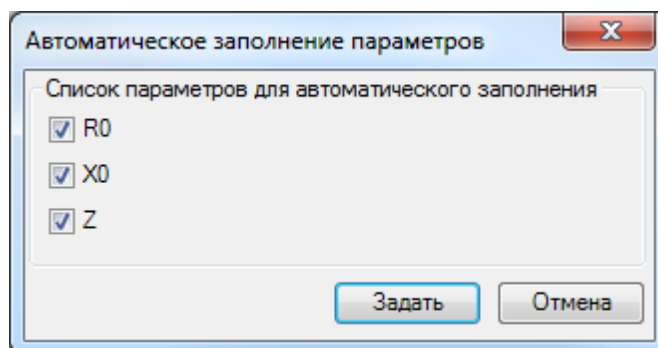 Автоматическое заполнение параметров
Список параметров для автоматического заполнения
R0
X0
Z
Задать
Отмена